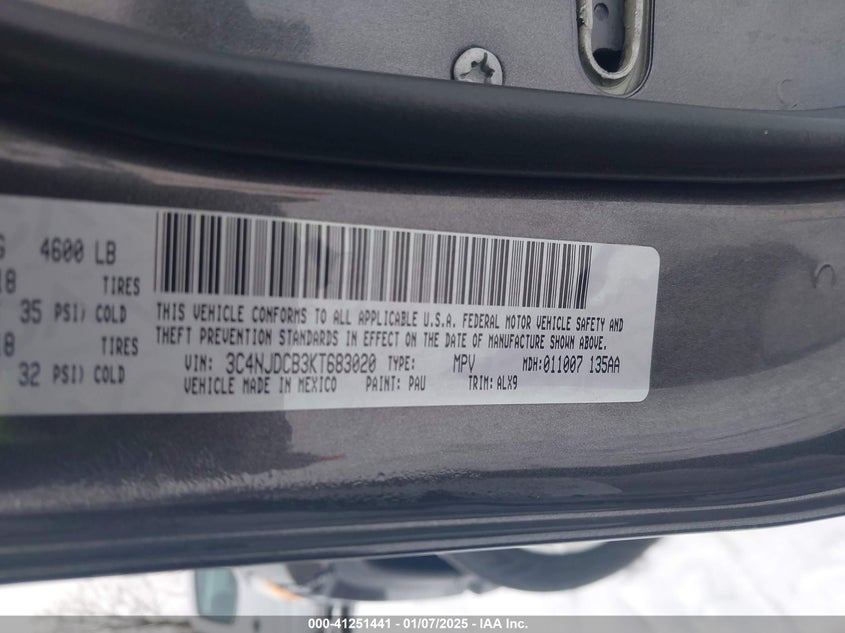 4600 LB
TIRES
35 PSI) COLD
TIRES
32 PSI) COLD
THIS VEHICLE CONFORMS TO ALL APPLICABLE U.S.A. FEDERAL MOTOR VEHICLE SAFETY AND
THEFT PREVENTION STANDARDS IN EFFECT ON THE DATE OF MANUFACTURE SHOWN ABOVE.
VIN: 3C4NJDCB3KT683020 TYPE: MPV MDH:011007 135AA
VEHICLE MADE IN MEXICO PAINT: PAU TRIM: ALX9
000-41251441 - 01/07/2025 - IAA Inc.